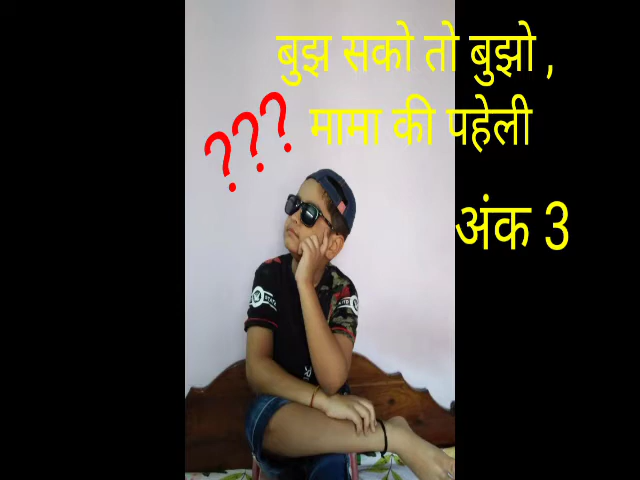 बुझ सको तो बुझो ,
मामा की पहेली
???
अंक 3